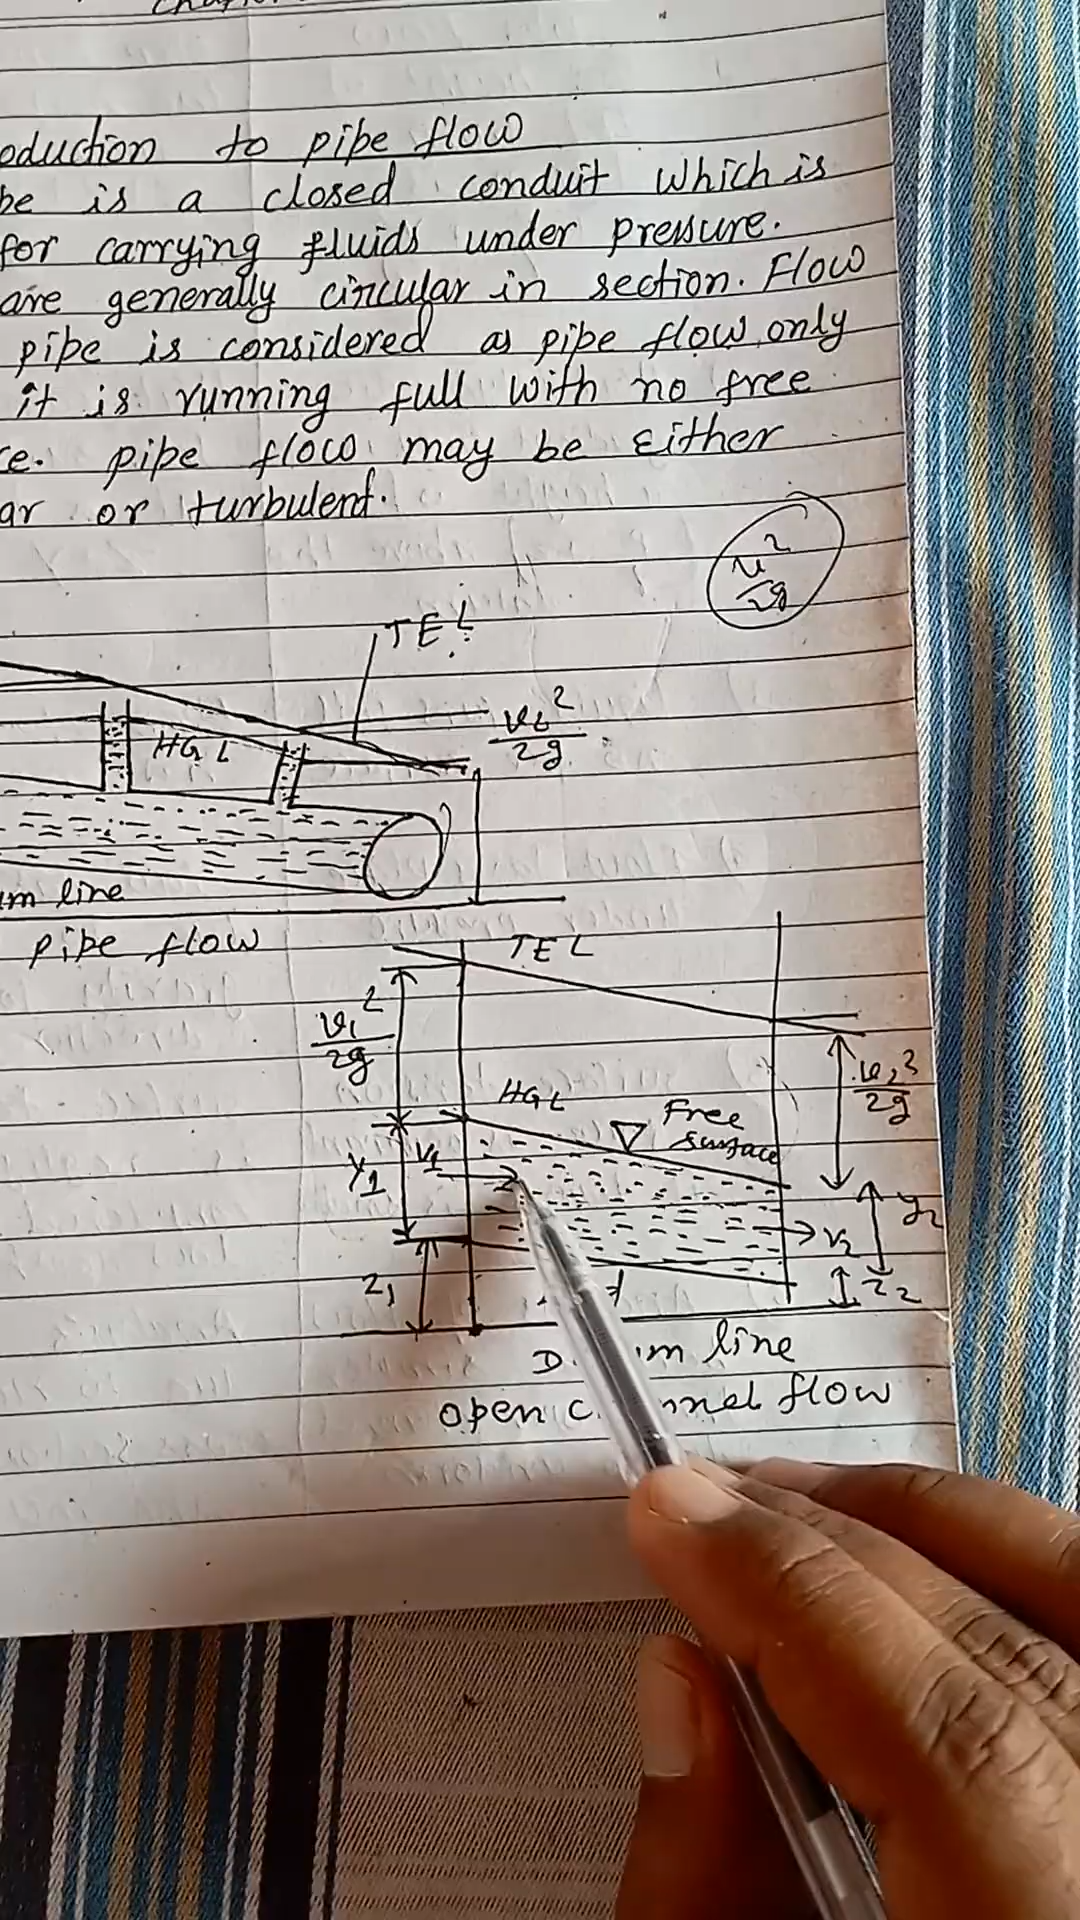 oduction to pipe flow
be is a closed conduit which is
for carrying fluids under pressure.
are generally circular in section. Flow
pipe is considered as pipe flow only
it is running full with no free
ce. pipe flow may be either
ar or turbulent.
v²/2g
TEL
HGL
v₂²/2g
um line
pipe flow
TEL
v₁²/2g
HGL
v₂²/2g
Free
surface
y₁
v₁
y₂
v₂
z₁
z₂
D m line
open c nnel flow